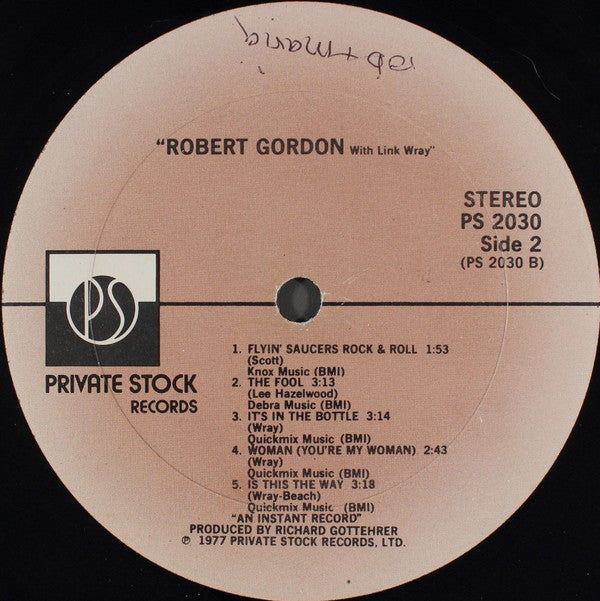 "ROBERT GORDON With Link Wray"
STEREO
PS 2030
Side 2
(PS 2030 B)
PS
PRIVATE STOCK
RECORDS
1. FLYIN' SAUCERS ROCK & ROLL 1:53
(Scott)
Knox Music (BMI)
2. THE FOOL 3:13
(Lee Hazelwood)
Debra Music (BMI)
3. IT'S IN THE BOTTLE 3:14
(Wray)
Quickmix Music (BMI)
4. WOMAN (YOU'RE MY WOMAN) 2:43
(Wray)
Quickmix Music (BMI)
5. IS THIS THE WAY 3:18
(Wray-Beach)
Quickmix Music (BMI)
"AN INSTANT RECORD"
PRODUCED BY RICHARD GOTTEHRER
℗ 1977 PRIVATE STOCK RECORDS, LTD.